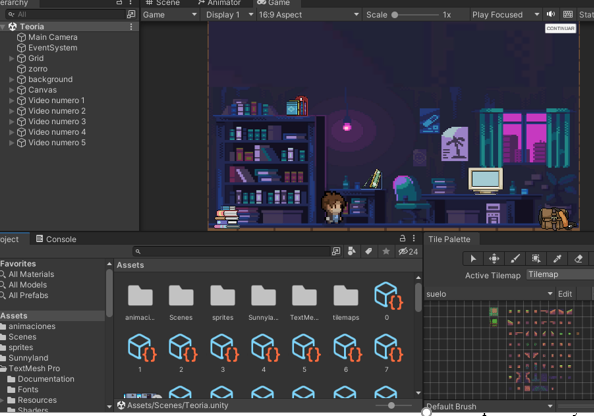 erarchy
Scene
Animator
Game
All
Game
Display 1
16:9 Aspect
Scale
1x
Play Focused
Stat
Teoria
Main Camera
EventSystem
Grid
zorro
background
Canvas
Video numero 1
Video numero 2
Video numero 3
Video numero 4
Video numero 5
CONTINUAR
oject
Console
24
Favorites
All Materials
All Models
All Prefabs
Assets
animaciones
Scenes
sprites
Sunnyland
TextMesh Pro
Documentation
Fonts
Resources
Shaders
Assets
animaci...
Scenes
sprites
Sunnyla...
TextMe...
tilemaps
0
1
2
3
4
5
6
7
Assets/Scenes/Teoria.unity
Tile Palette
Active Tilemap
Tilemap
suelo
Edit
Default Brush